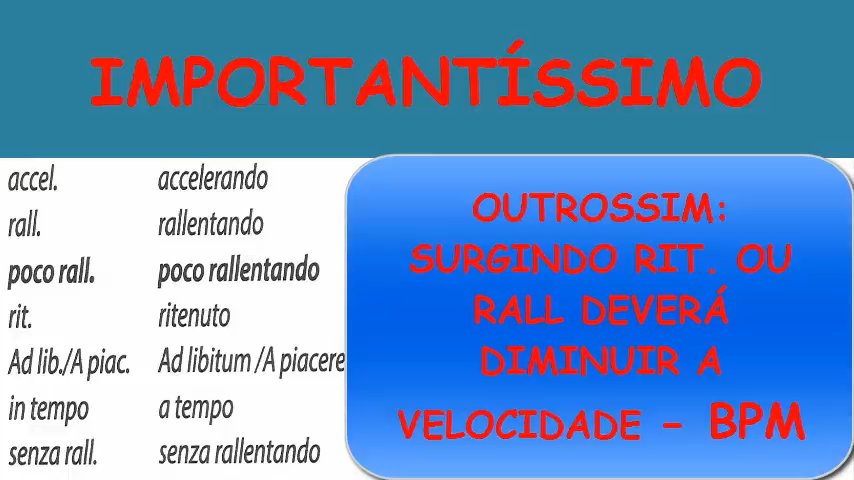 IMPORTANTÍSSIMO
accel. accelerando
rall. rallentando
poco rall. poco rallentando
rit. ritenuto
Ad lib./A piac. Ad libitum /A piacere
in tempo a tempo
senza rall. senza rallentando
OUTROSSIM:
SURGINDO RIT. OU
RALL DEVERÁ
DIMINUIR A
VELOCIDADE – BPM